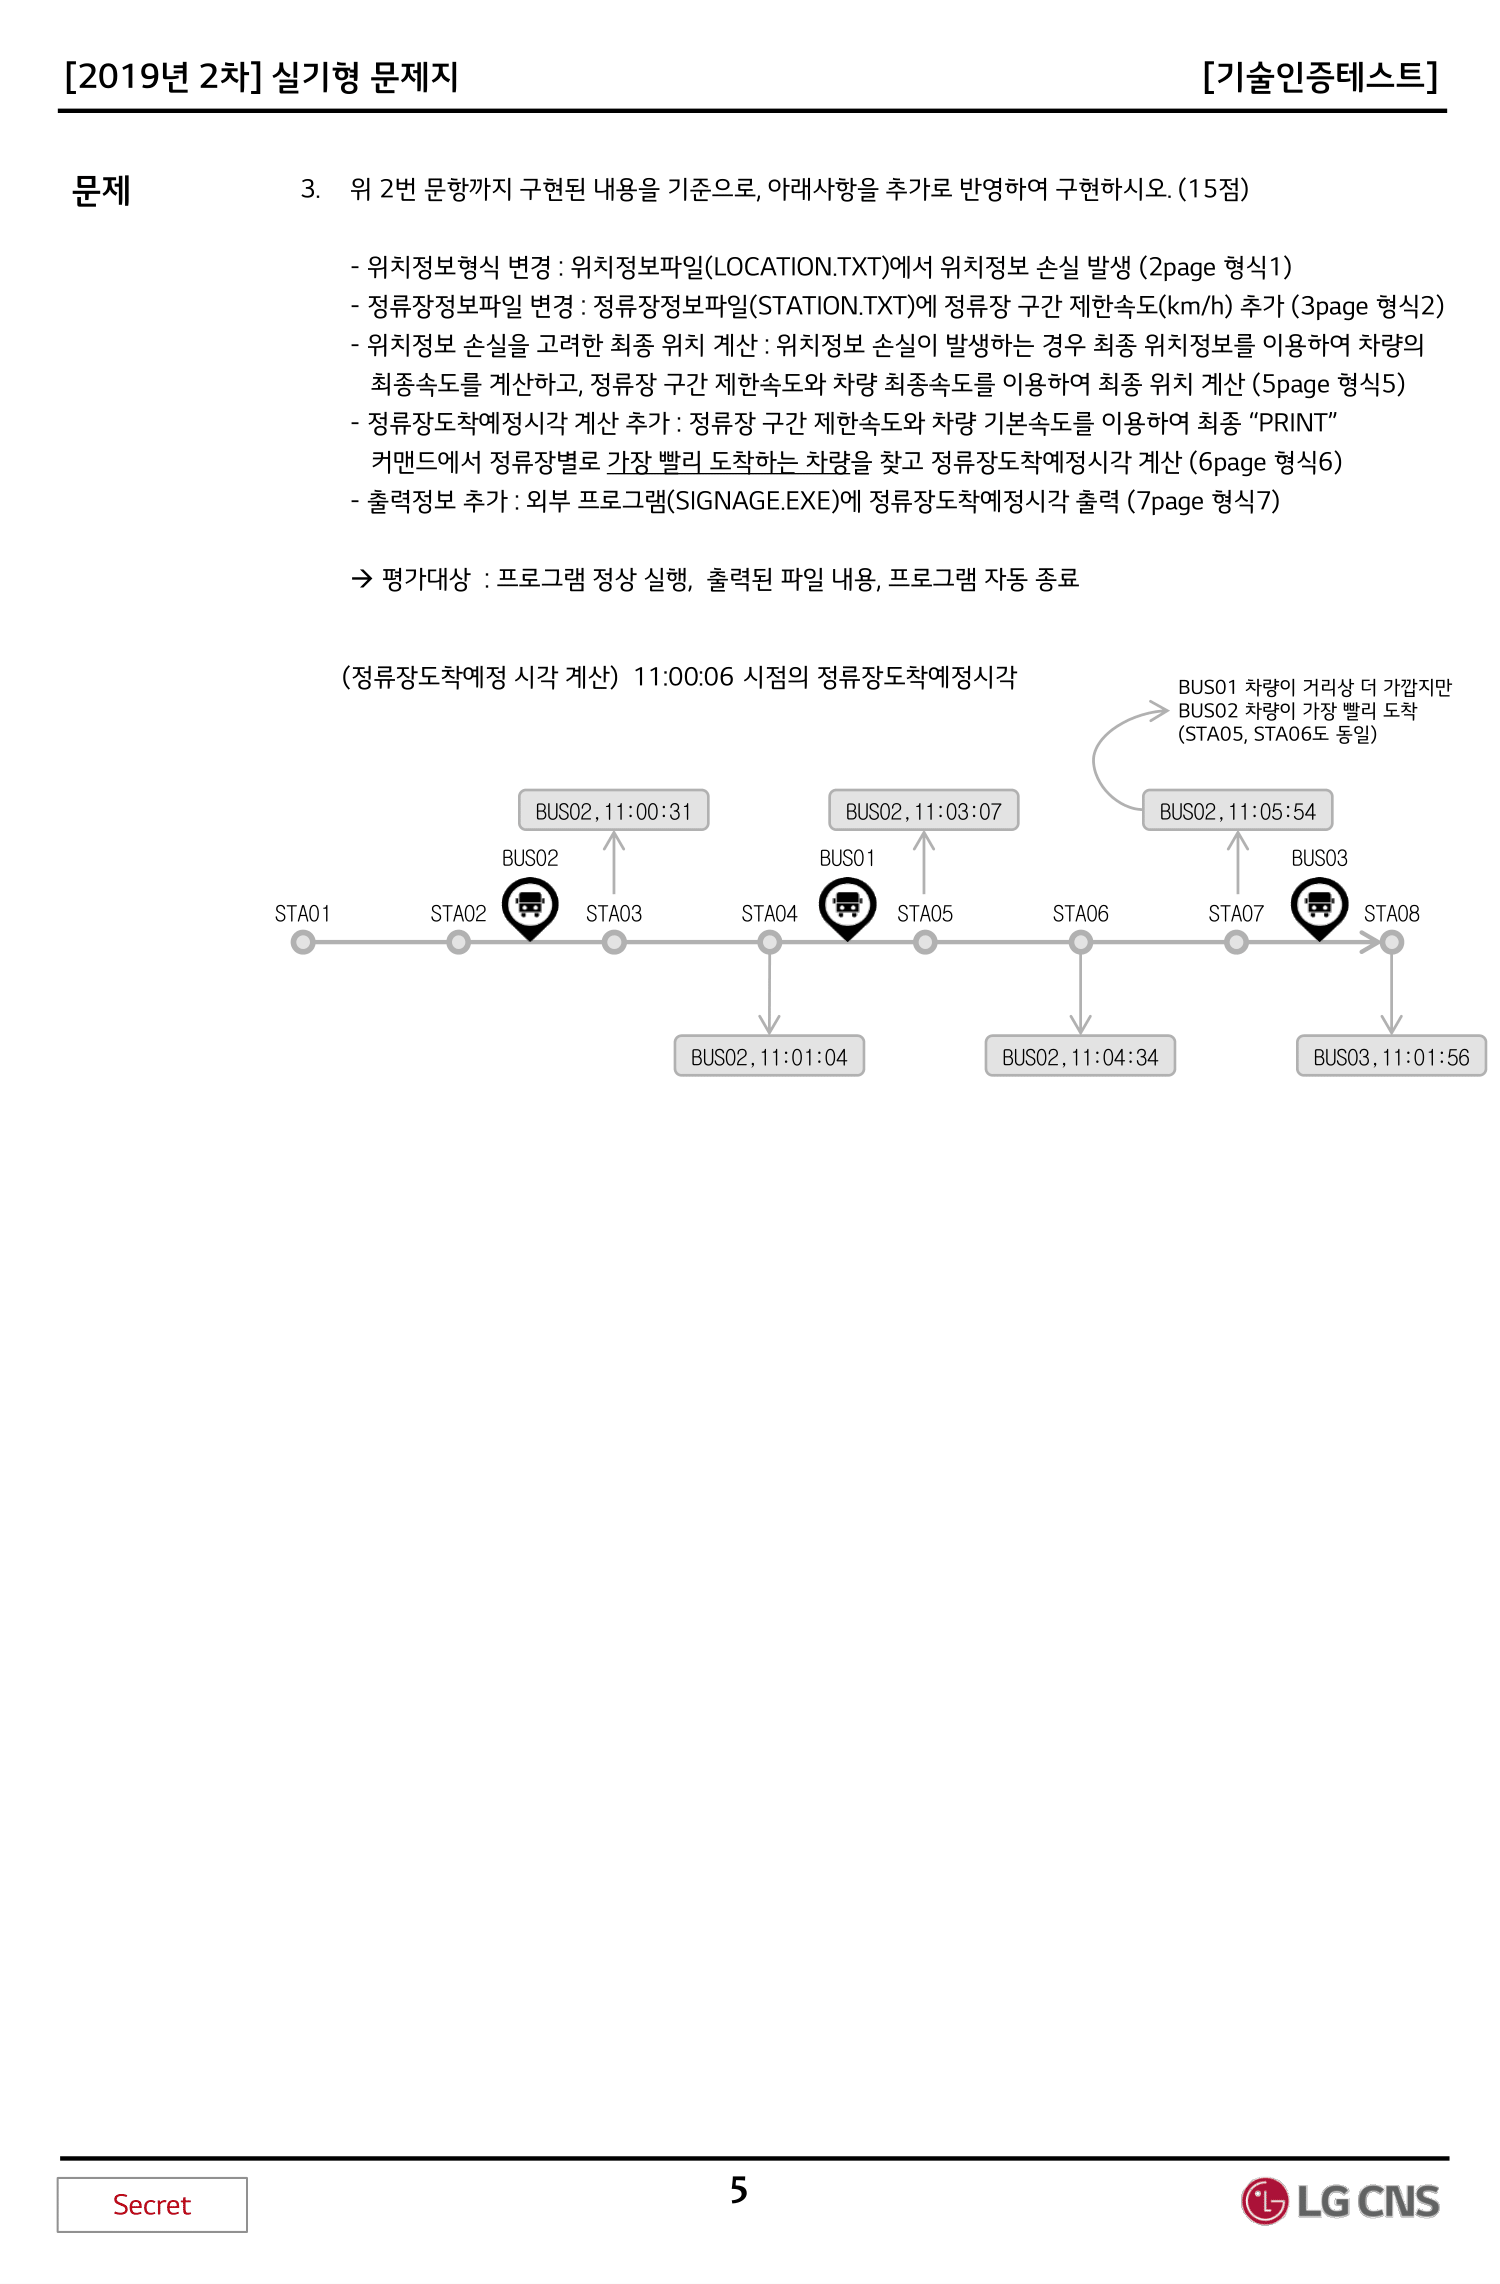 [2019년 2차] 실기형 문제지
[기술인증테스트]
문제
3. 위 2번 문항까지 구현된 내용을 기준으로, 아래사항을 추가로 반영하여 구현하시오. (15점)
- 위치정보형식 변경 : 위치정보파일(LOCATION.TXT)에서 위치정보 손실 발생 (2page 형식1)
- 정류장정보파일 변경 : 정류장정보파일(STATION.TXT)에 정류장 구간 제한속도(km/h) 추가 (3page 형식2)
- 위치정보 손실을 고려한 최종 위치 계산 : 위치정보 손실이 발생하는 경우 최종 위치정보를 이용하여 차량의
최종속도를 계산하고, 정류장 구간 제한속도와 차량 최종속도를 이용하여 최종 위치 계산 (5page 형식5)
- 정류장도착예정시각 계산 추가 : 정류장 구간 제한속도와 차량 기본속도를 이용하여 최종 “PRINT”
커맨드에서 정류장별로 가장 빨리 도착하는 차량을 찾고 정류장도착예정시각 계산 (6page 형식6)
- 출력정보 추가 : 외부 프로그램(SIGNAGE.EXE)에 정류장도착예정시각 출력 (7page 형식7)
→ 평가대상 : 프로그램 정상 실행, 출력된 파일 내용, 프로그램 자동 종료
(정류장도착예정 시각 계산) 11:00:06 시점의 정류장도착예정시각
BUS01 차량이 거리상 더 가깝지만
BUS02 차량이 가장 빨리 도착
(STA05, STA06도 동일)
BUS02,11:00:31
BUS02,11:03:07
BUS02,11:05:54
BUS02
BUS01
BUS03
STA01
STA02
STA03
STA04
STA05
STA06
STA07
STA08
BUS02,11:01:04
BUS02,11:04:34
BUS03,11:01:56
Secret
5
LG CNS